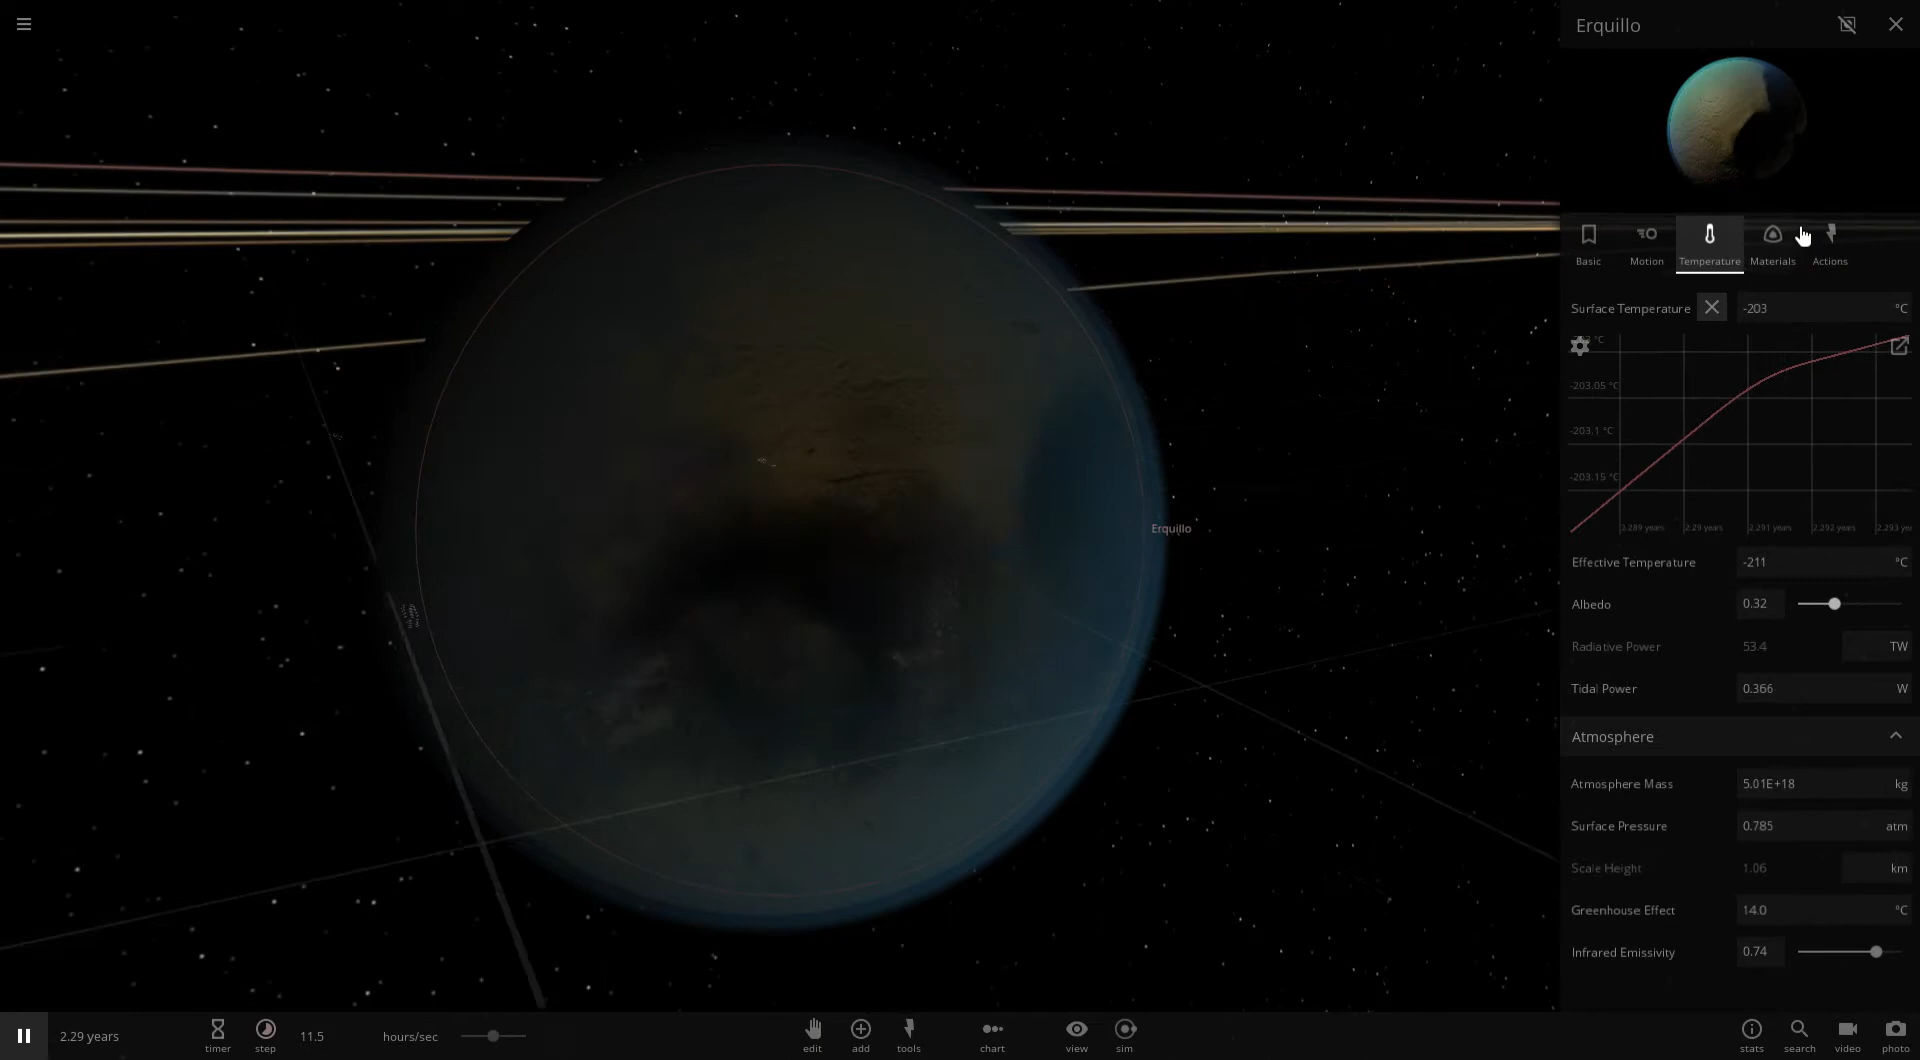 Erquillo
Basic
Motion
Temperature
Materials
Actions
Surface Temperature -203 °C
-203.05 °C
-203.1 °C
-203.15 °C
2.29 years
2.291 years
2.292 years
Effective Temperature -211 °C
Albedo 0.32
Radiative Power 53.4 TW
Tidal Power 0.366 W
Atmosphere
Atmosphere Mass 5.01E+18 kg
Surface Pressure 0.785 atm
Scale Height 1.06 km
Greenhouse Effect 14.0 °C
Infrared Emissivity 0.74
Erquillo
2.29 years
timer
step
11.5
hours/sec
edit
add
tools
chart
view
sim
stats
search
video
photo